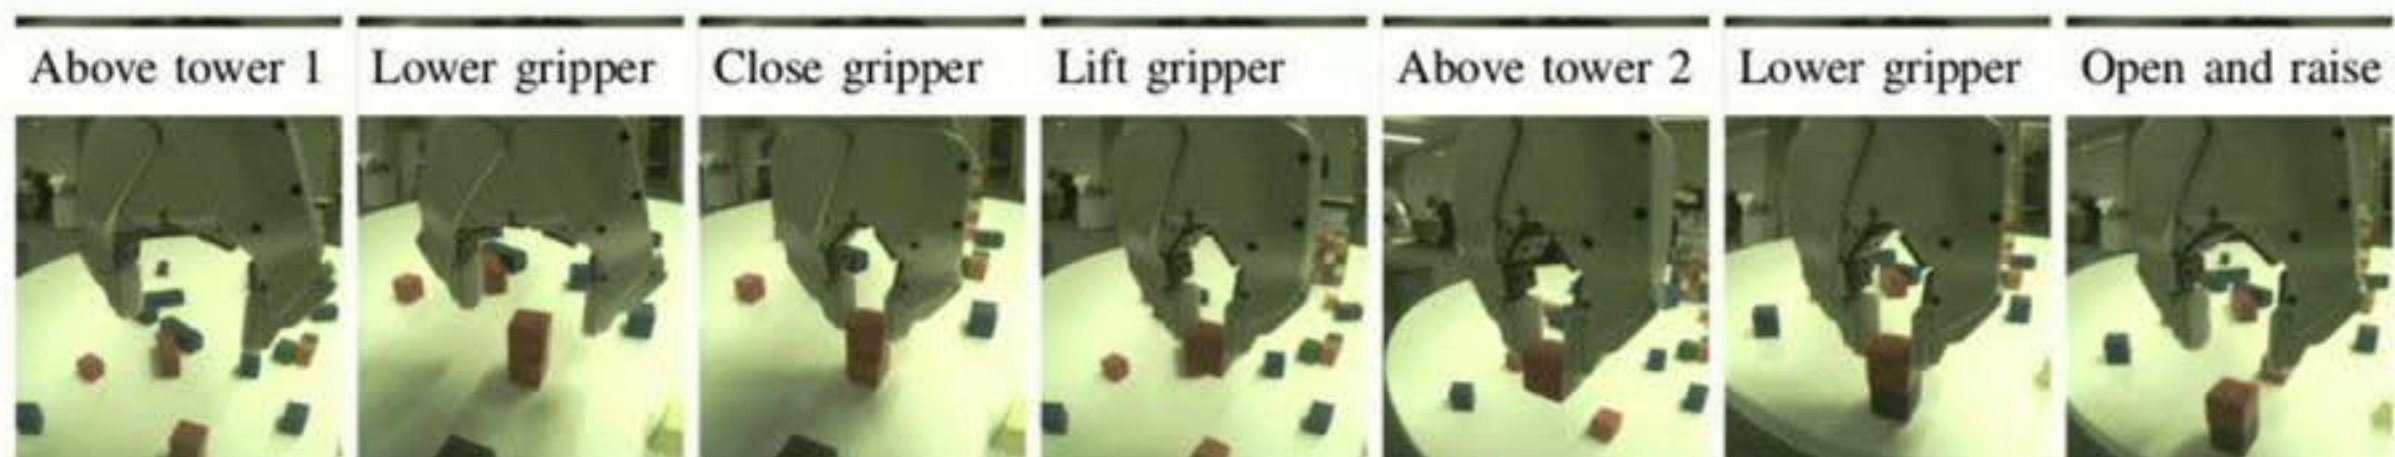 Above tower 1
Lower gripper
Close gripper
Lift gripper
Above tower 2
Lower gripper
Open and raise